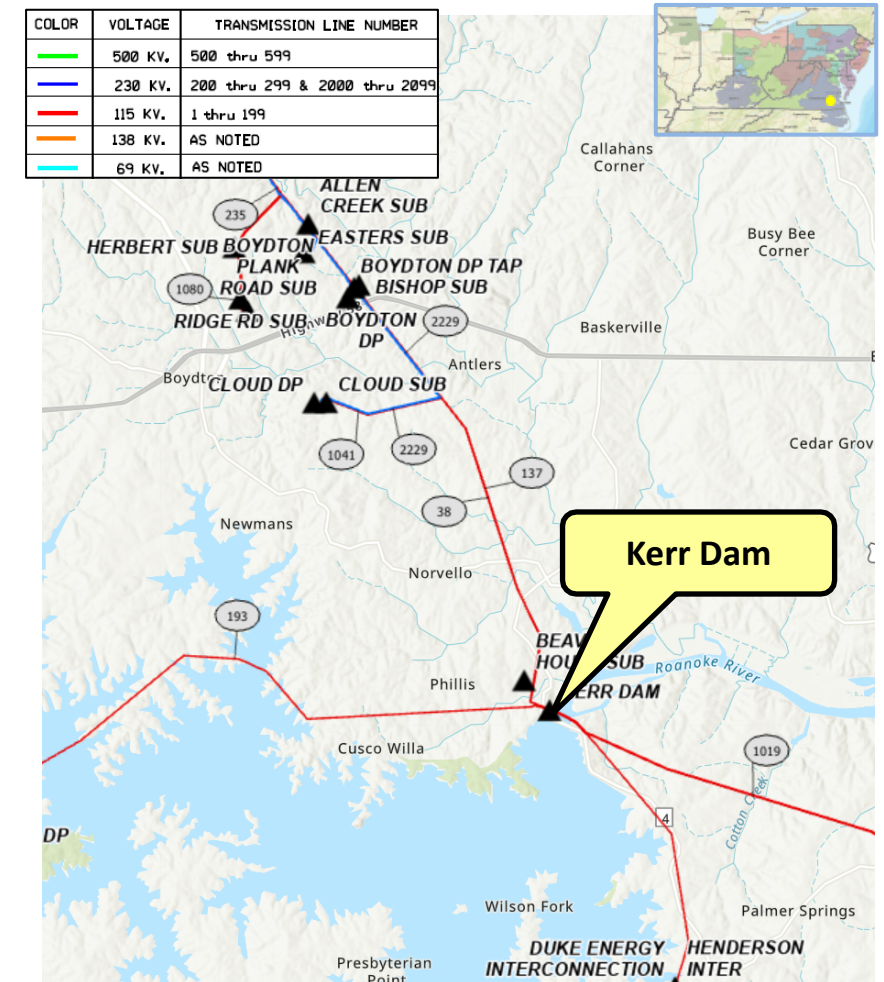 COLOR VOLTAGE TRANSMISSION LINE NUMBER
500 KV. 500 thru 599
230 KV. 200 thru 299 & 2000 thru 2099
115 KV. 1 thru 199
138 KV. AS NOTED
69 KV. AS NOTED
Callahans
Corner
ALLEN
CREEK SUB
235
Busy Bee
Corner
HERBERT SUB
BOYDTON
PLANK
ROAD SUB
EASTERS SUB
BOYDTON DP TAP
BISHOP SUB
1080
RIDGE RD SUB
BOYDTON
DP
2229
Baskerville
Antlers
CLOUD DP
CLOUD SUB
1041
2229
Cedar Grov
137
38
Newmans
Kerr Dam
Norvello
193
Roanoke River
Phillis
ERR DAM
Cusco Willa
1019
Cotton Creek
4
DP
Wilson Fork
Palmer Springs
DUKE ENERGY
INTERCONNECTION
HENDERSON
INTER
Presbyterian
Point